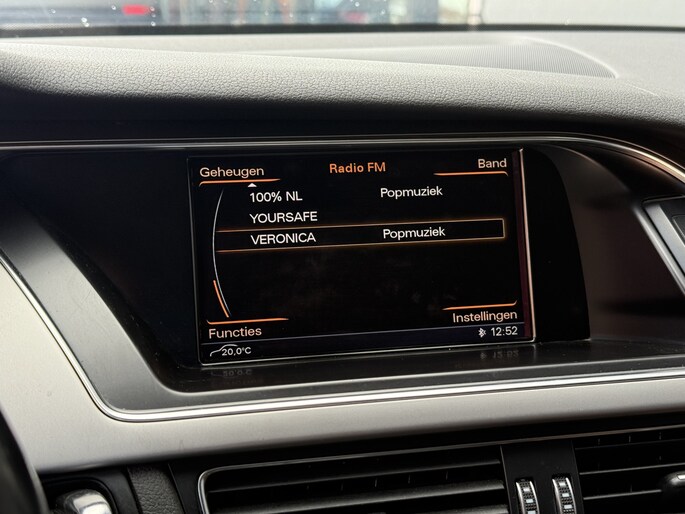 Geheugen Radio FM Band
100% NL Popmuziek
YOURSAFE
VERONICA Popmuziek
Functies Instellingen
20,0°C 12:52